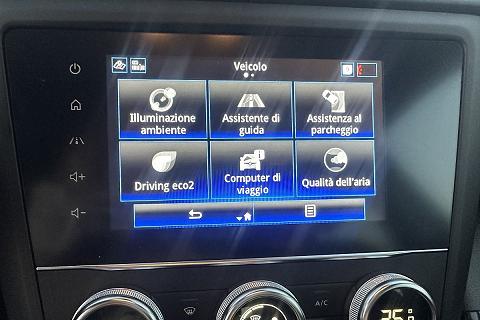 Veicolo
Illuminazione
ambiente
Assistente di
guida
Assistenza al
parcheggio
Driving eco2
Computer di
viaggio
Qualità dell'aria
A/C